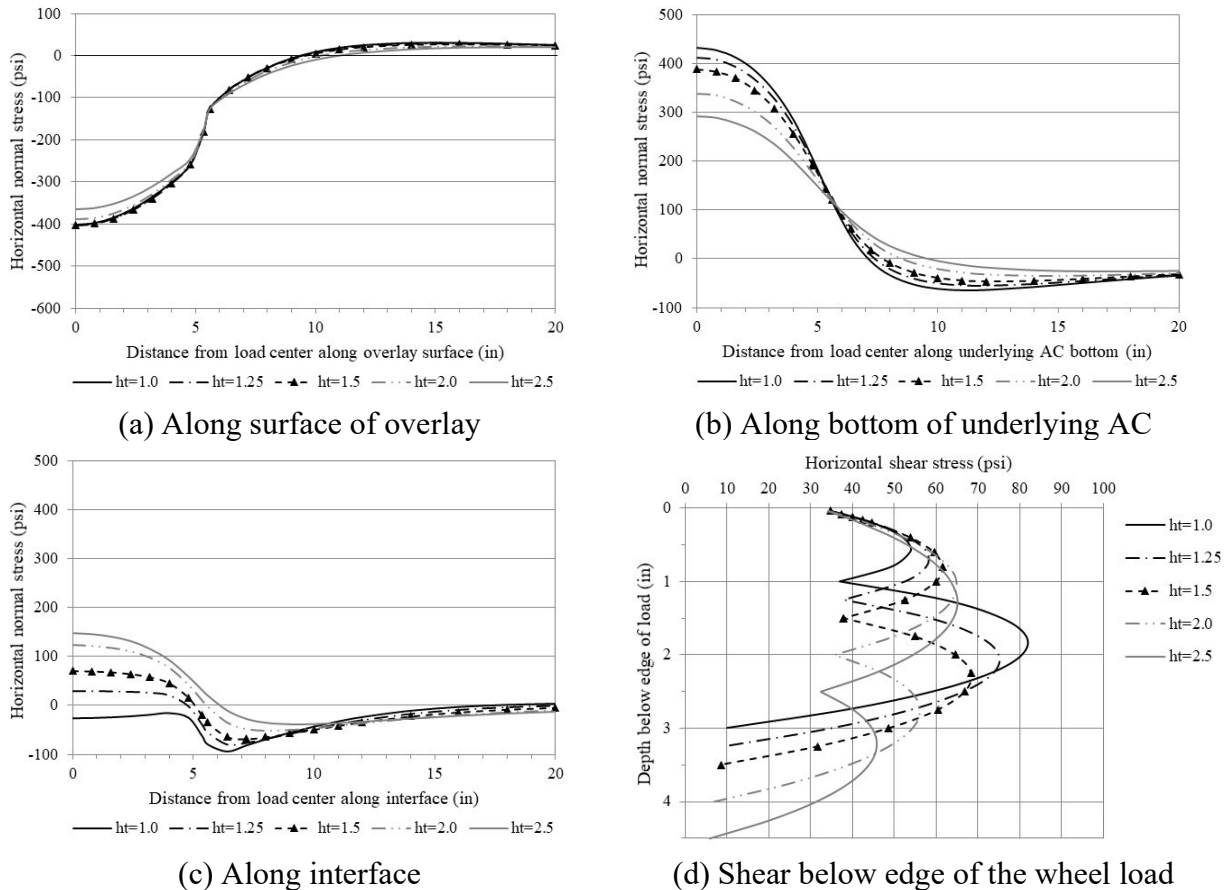 100
0
-100
-200
-300
-400
-500
-600
Horizontal normal stress (psi)
0 5 10 15 20
Distance from load center along overlay surface (in)
ht=1.0 ht=1.25 ht=1.5 ht=2.0 ht=2.5
(a) Along surface of overlay
500
400
300
200
100
0
-100
Horizontal normal stress (psi)
0 5 10 15 20
Distance from load center along underlying AC bottom (in)
ht=1.0 ht=1.25 ht=1.5 ht=2.0 ht=2.5
(b) Along bottom of underlying AC
500
400
300
200
100
0
-100
Horizontal normal stress (psi)
0 5 10 15 20
Distance from load center along interface (in)
ht=1.0 ht=1.25 ht=1.5 ht=2.0 ht=2.5
(c) Along interface
Horizontal shear stress (psi)
0 10 20 30 40 50 60 70 80 90 100
0
1
2
3
4
Depth below edge of load (in)
ht=1.0
ht=1.25
ht=1.5
ht=2.0
ht=2.5
(d) Shear below edge of the wheel load